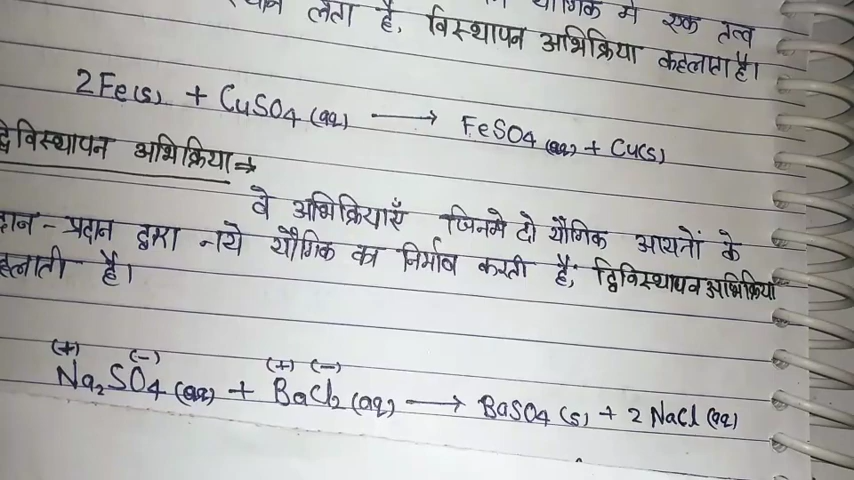 लेता है, विस्थापन अभिक्रिया कहलाता है।
यौगिक में एक तत्व
2Fe(s) + CuSO4 (aq) ⟶ FeSO4 (aq) + Cu(s)
द्विविस्थापन अभिक्रिया ⇒
वे अभिक्रियाएँ जिनमे दो यौगिक आयनों के
दान - प्रदान द्वारा नये यौगिक का निर्माण करती है, द्विविस्थापन अभिक्रिया
हलाती है।
(+) (-) (+) (-)
Na2SO4 (aq) + BaCl2 (aq) ⟶ BaSO4 (s) + 2 NaCl (aq)